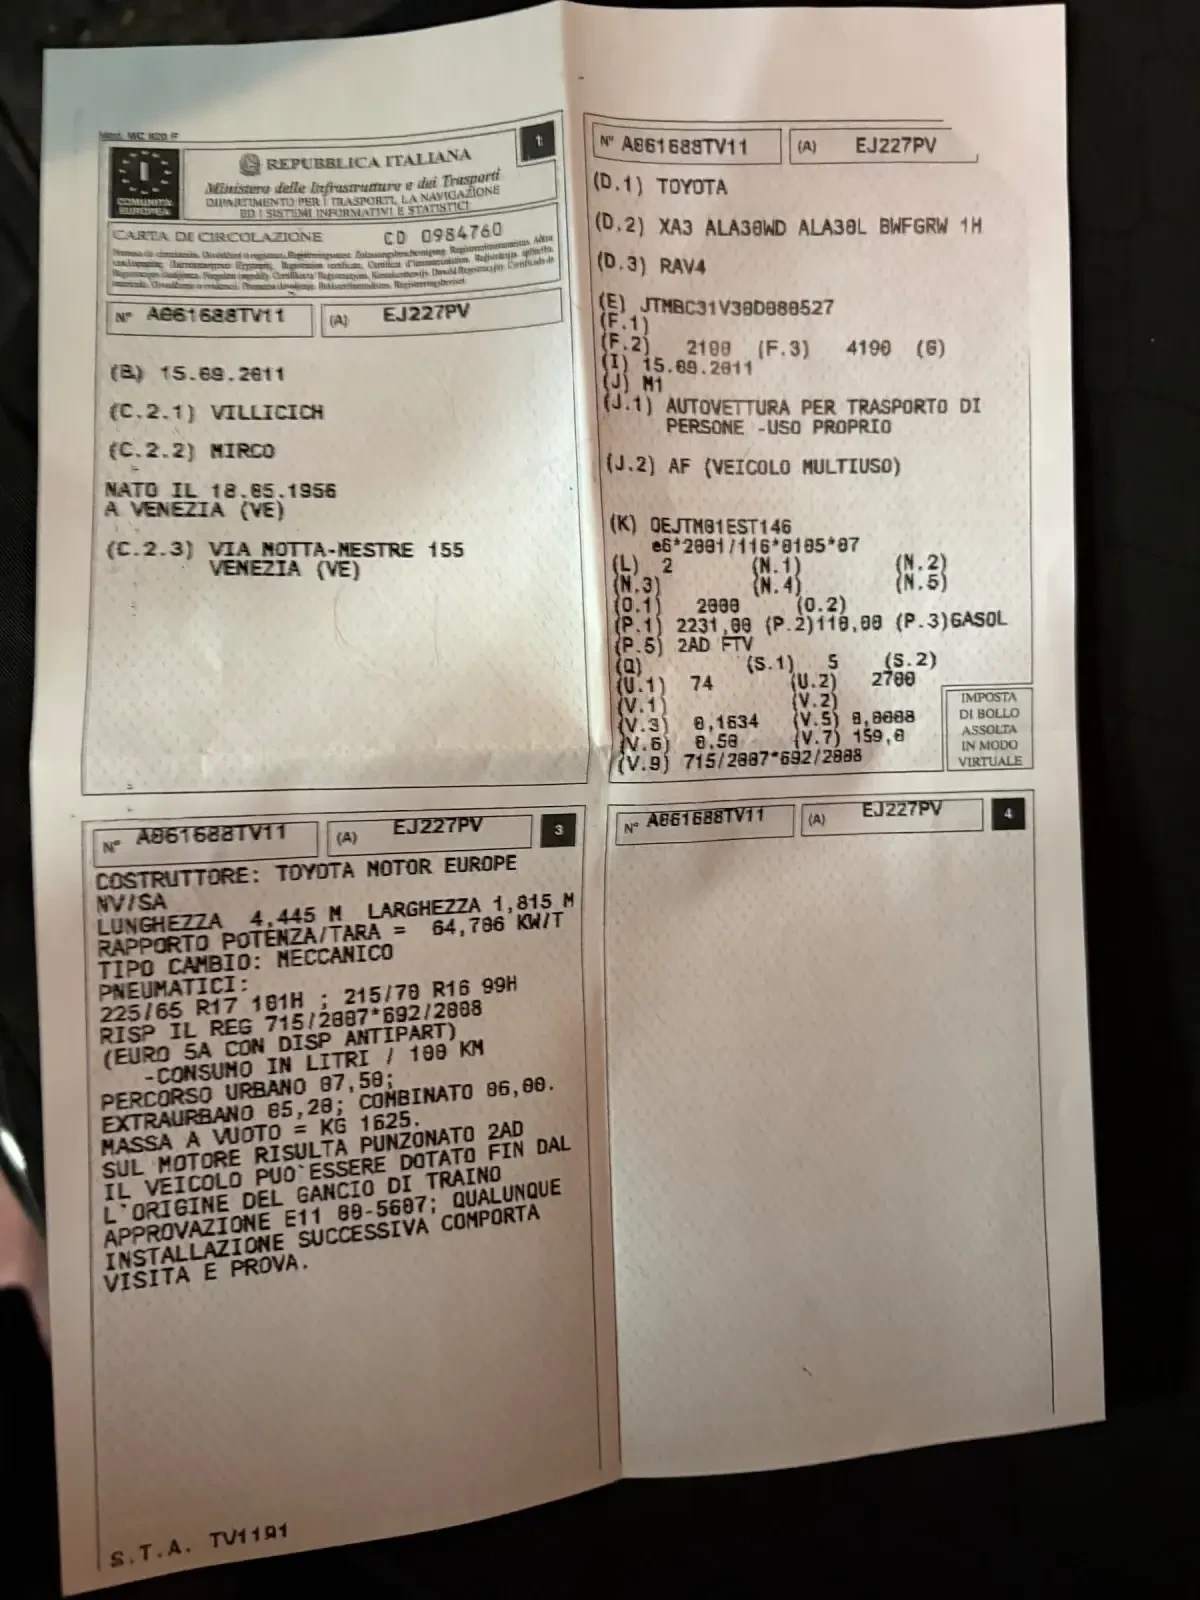 Mod. MC 820 F
1
I
COMUNITÀ
EUROPEA
REPUBBLICA ITALIANA
Ministero delle Infrastrutture e dei Trasporti
DIPARTIMENTO PER I TRASPORTI, LA NAVIGAZIONE
ED I SISTEMI INFORMATIVI E STATISTICI
CARTA DI CIRCOLAZIONE CD 0984760
N° A061688TV11 (A) EJ227PV
(B) 15.09.2011
(C.2.1) VILLICICH
(C.2.2) MIRCO
NATO IL 18.05.1956
A VENEZIA (VE)
(C.2.3) VIA MOTTA-MESTRE 155
VENEZIA (VE)
N° A061688TV11 (A) EJ227PV
(D.1) TOYOTA
(D.2) XA3 ALA30WD ALA30L BWFGRW 1H
(D.3) RAV4
(E) JTMBC31V30D080527
(F.1)
(F.2) 2100 (F.3) 4190 (G)
(I) 15.09.2011
(J) M1
(J.1) AUTOVETTURA PER TRASPORTO DI
PERSONE -USO PROPRIO
(J.2) AF (VEICOLO MULTIUSO)
(K) OEJTM01EST146
e6*2001/116*0105*07
(L) 2 (N.1) (N.2)
(N.3) (N.4) (N.5)
(O.1) 2000 (O.2)
(P.1) 2231,00 (P.2)110,00 (P.3)GASOL
(P.5) 2AD FTV
(Q) (S.1) 5 (S.2)
(U.1) 74 (U.2) 2700
(V.1) (V.2)
(V.3) 0,1634 (V.5) 0,0008
(V.6) 0.50 (V.7) 159,0
(V.9) 715/2007*692/2008
IMPOSTA
DI BOLLO
ASSOLTA
IN MODO
VIRTUALE
N° A061688TV11 (A) EJ227PV 3
COSTRUTTORE: TOYOTA MOTOR EUROPE
NV/SA
LUNGHEZZA 4,445 M LARGHEZZA 1,815 M
RAPPORTO POTENZA/TARA = 64,706 KW/T
TIPO CAMBIO: MECCANICO
PNEUMATICI:
225/65 R17 101H ; 215/70 R16 99H
RISP IL REG 715/2007*692/2008
(EURO 5A CON DISP ANTIPART)
-CONSUMO IN LITRI / 100 KM
PERCORSO URBANO 07,50;
EXTRAURBANO 05,20; COMBINATO 06,00.
MASSA A VUOTO = KG 1625.
SUL MOTORE RISULTA PUNZONATO 2AD
IL VEICOLO PUO`ESSERE DOTATO FIN DAL
L`ORIGINE DEL GANCIO DI TRAINO
APPROVAZIONE E11 00-5607; QUALUNQUE
INSTALLAZIONE SUCCESSIVA COMPORTA
VISITA E PROVA.
S.T.A. TV1191
N° A061688TV11 (A) EJ227PV 4